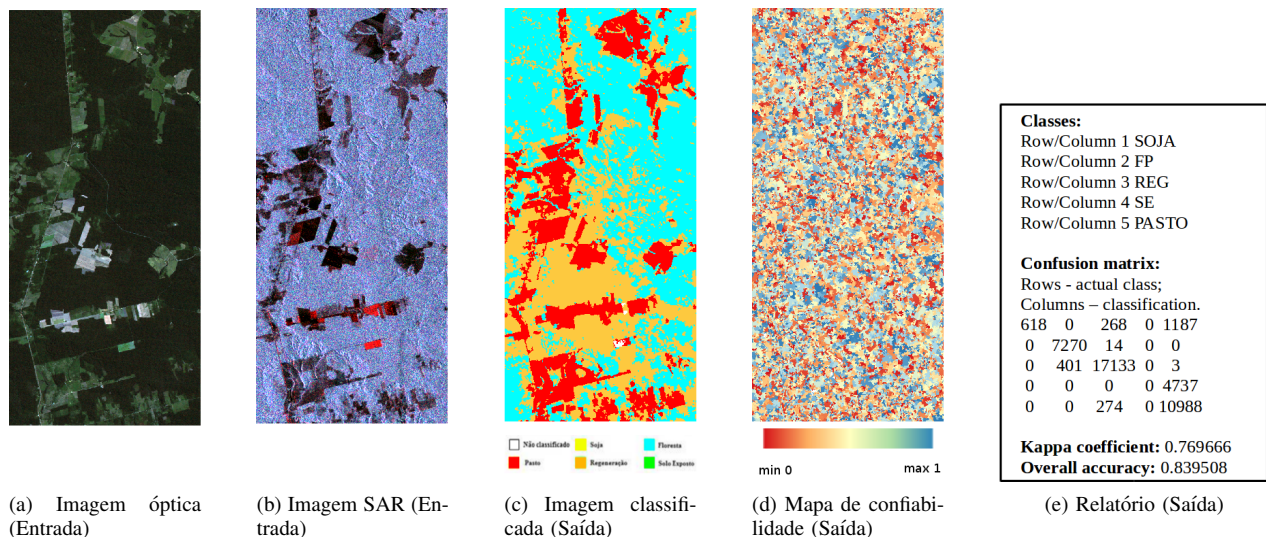 Classes:
Row/Column 1 SOJA
Row/Column 2 FP
Row/Column 3 REG
Row/Column 4 SE
Row/Column 5 PASTO
Confusion matrix:
Rows - actual class;
Columns – classification.
618 0 268 0 1187
0 7270 14 0 0
0 401 17133 0 3
0 0 0 0 4737
0 0 274 0 10988
Kappa coefficient: 0.769666
Overall accuracy: 0.839508
Não classificado Soja Floresta
Pasto Regeneração Solo Exposto
min 0 max 1
(a) Imagem óptica
(Entrada)
(b) Imagem SAR (En-
trada)
(c) Imagem classifi-
cada (Saída)
(d) Mapa de confiabi-
lidade (Saída)
(e) Relatório (Saída)